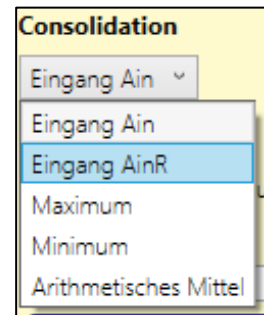 Consolidation
Eingang Ain
Eingang Ain
Eingang AinR
Maximum
Minimum
Arithmetisches Mittel